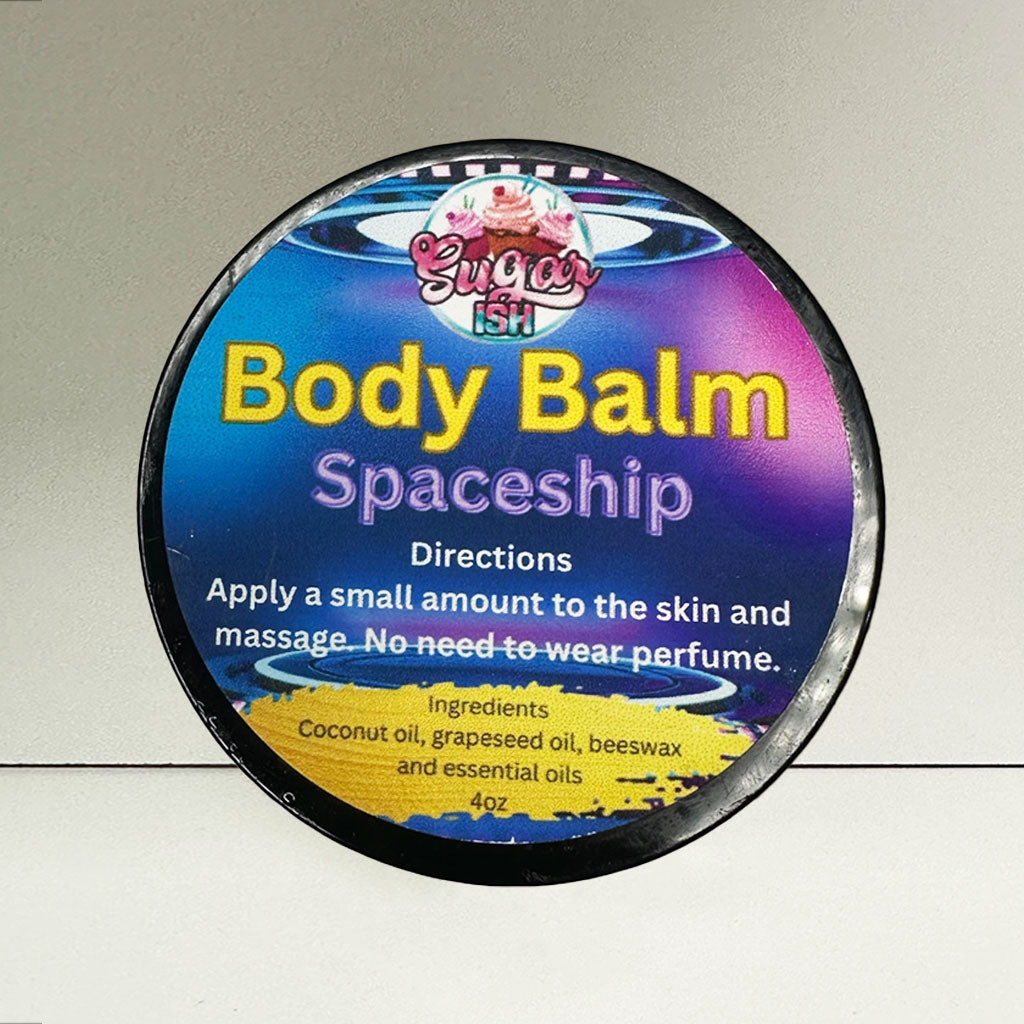 Sugar
ISH
Body Balm
Spaceship
Directions
Apply a small amount to the skin and
massage. No need to wear perfume.
Ingredients
Coconut oil, grapeseed oil, beeswax
and essential oils
4oz